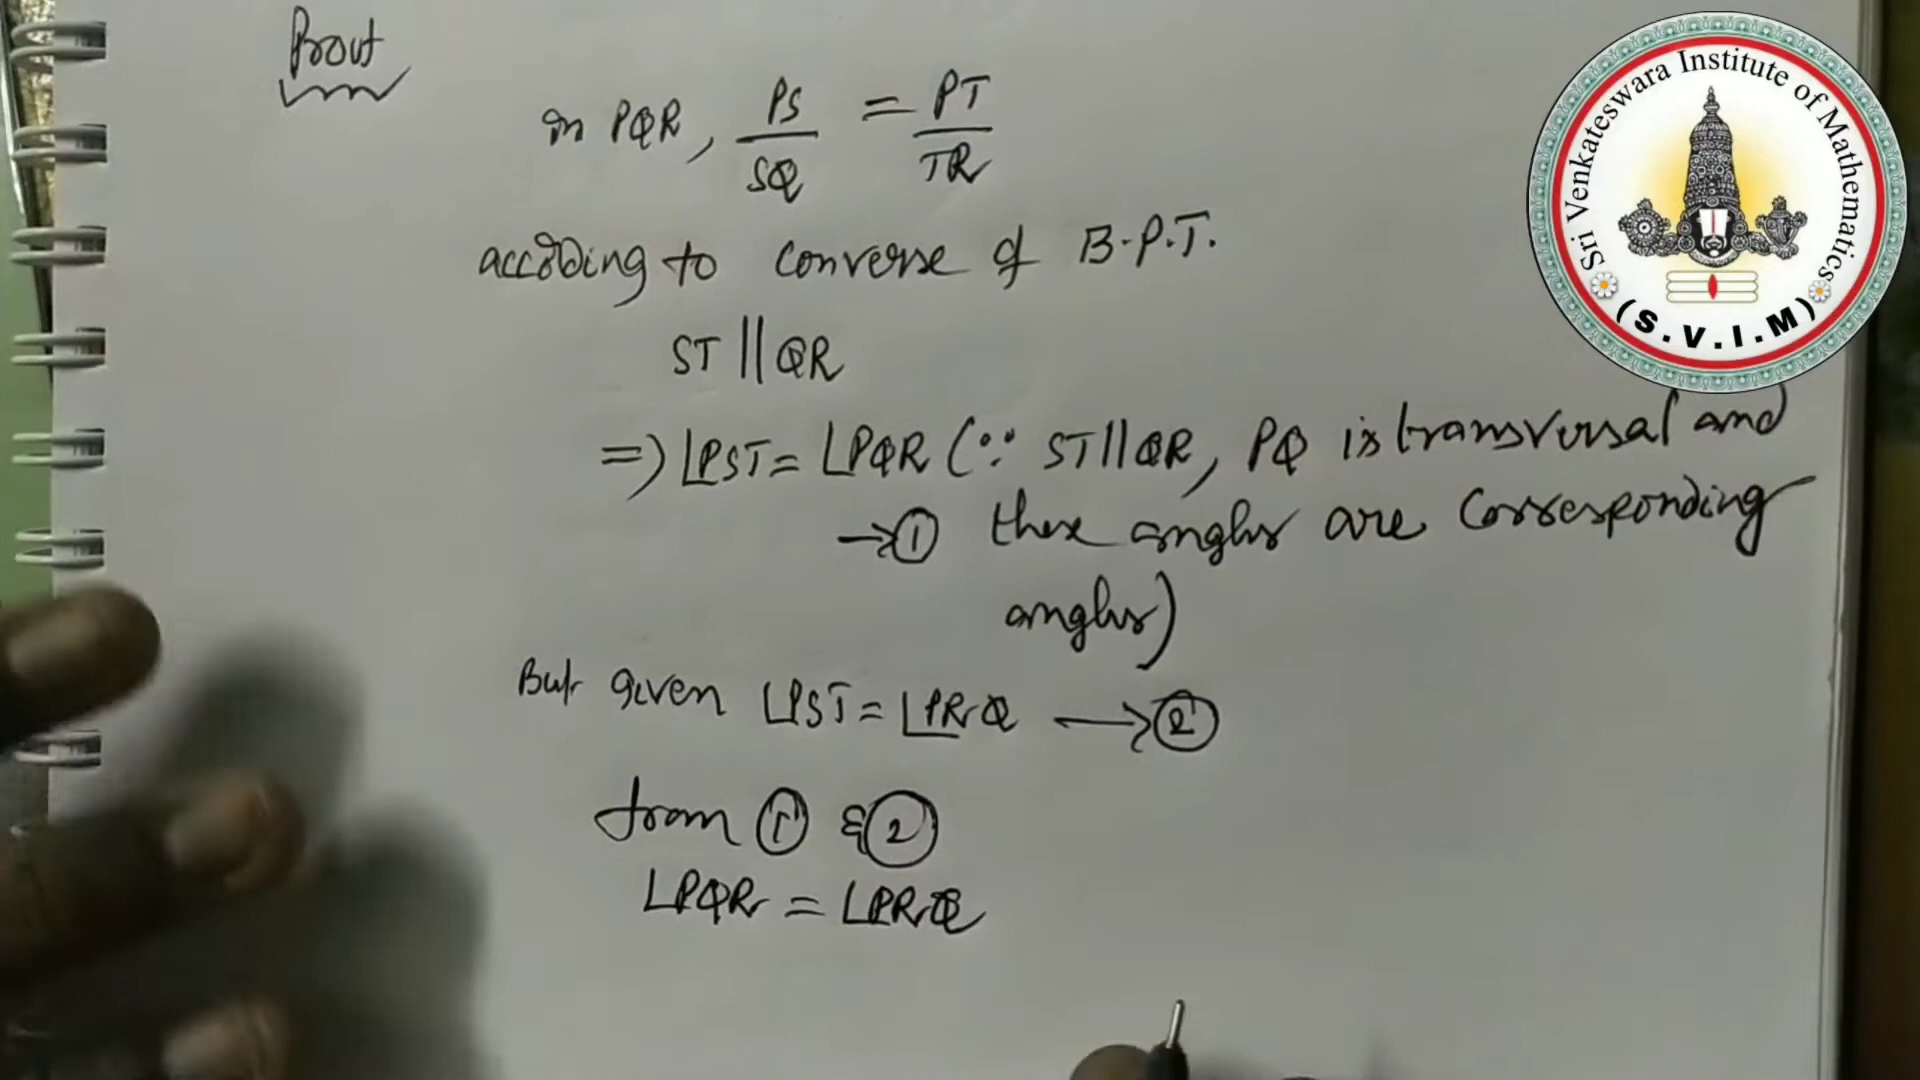 Proof
in PQR, PS/SQ = PT/TR
according to converse of B.P.T.
ST || QR
=> ∠PST = ∠PQR (∵ ST || QR, PQ is transversal and
→ ① these angles are corresponding
angles)
But given ∠PST = ∠PRQ → ②
from ① & ②
∠PQR = ∠PRQ
Sri Venkateswara Institute of Mathematics
(S.V.I.M)